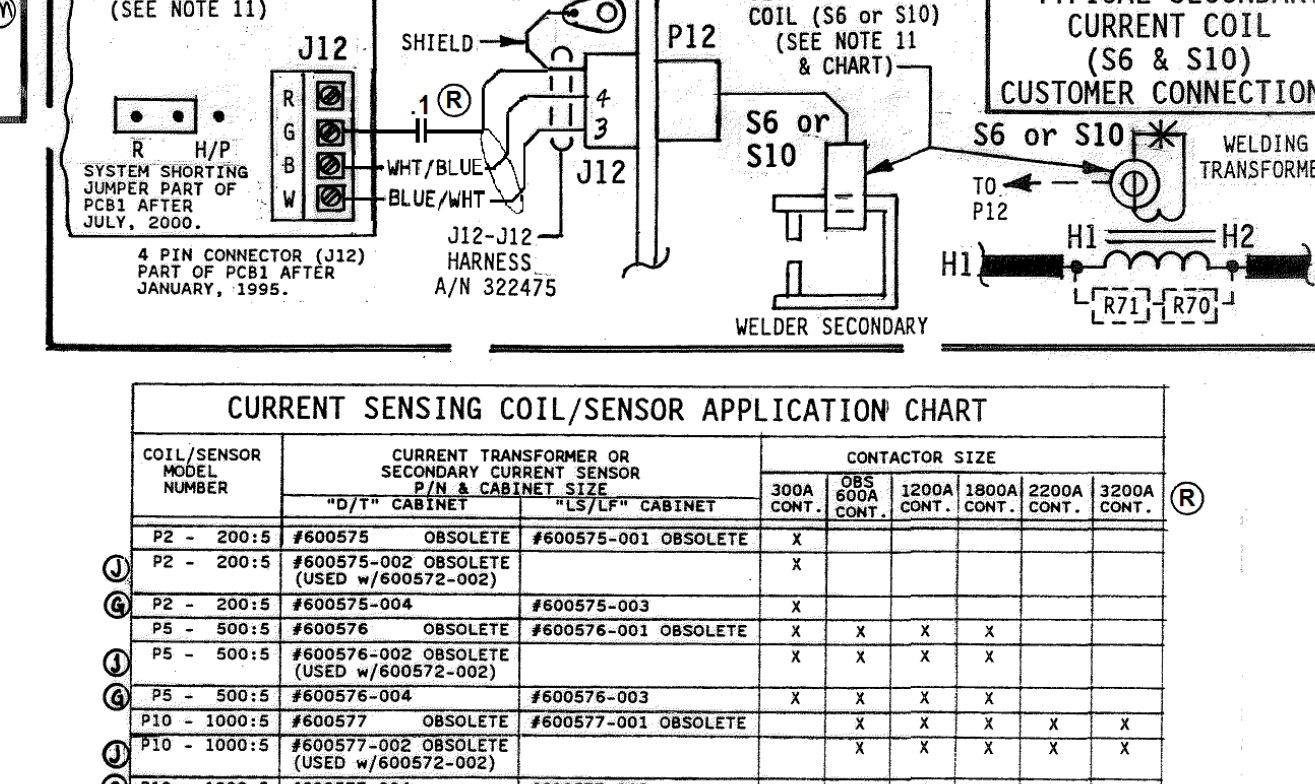 (SEE NOTE 11)
J12
R
G
B
W
R H/P
SYSTEM SHORTING
JUMPER PART OF
PCB1 AFTER
JULY, 2000.
4 PIN CONNECTOR (J12)
PART OF PCB1 AFTER
JANUARY, 1995.
SHIELD
.1 R
WHT/BLUE
BLUE/WHT
4
3
J12
P12
J12-J12
HARNESS
A/N 322475
COIL (S6 or S10)
(SEE NOTE 11
& CHART)
S6 or
S10
WELDER SECONDARY
CURRENT COIL
(S6 & S10)
CUSTOMER CONNECTION
S6 or S10
WELDING
TRANSFORME
TO
P12
H1 H2
H1
R71 R70
CURRENT SENSING COIL/SENSOR APPLICATION CHART
COIL/SENSOR
MODEL
NUMBER
CURRENT TRANSFORMER OR
SECONDARY CURRENT SENSOR
P/N & CABINET SIZE
"D/T" CABINET "LS/LF" CABINET
CONTACTOR SIZE
300A CONT. OBS 600A CONT. 1200A CONT. 1800A CONT. 2200A CONT. 3200A CONT. R
P2 - 200:5 #600575 OBSOLETE #600575-001 OBSOLETE X
J P2 - 200:5 #600575-002 OBSOLETE X
(USED w/600572-002)
G P2 - 200:5 #600575-004 #600575-003 X
P5 - 500:5 #600576 OBSOLETE #600576-001 OBSOLETE X X X X
J P5 - 500:5 #600576-002 OBSOLETE X X X X
(USED w/600572-002)
G P5 - 500:5 #600576-004 #600576-003 X X X X
P10 - 1000:5 #600577 OBSOLETE #600577-001 OBSOLETE X X X X X
J P10 - 1000:5 #600577-002 OBSOLETE X X X X X
(USED w/600572-002)